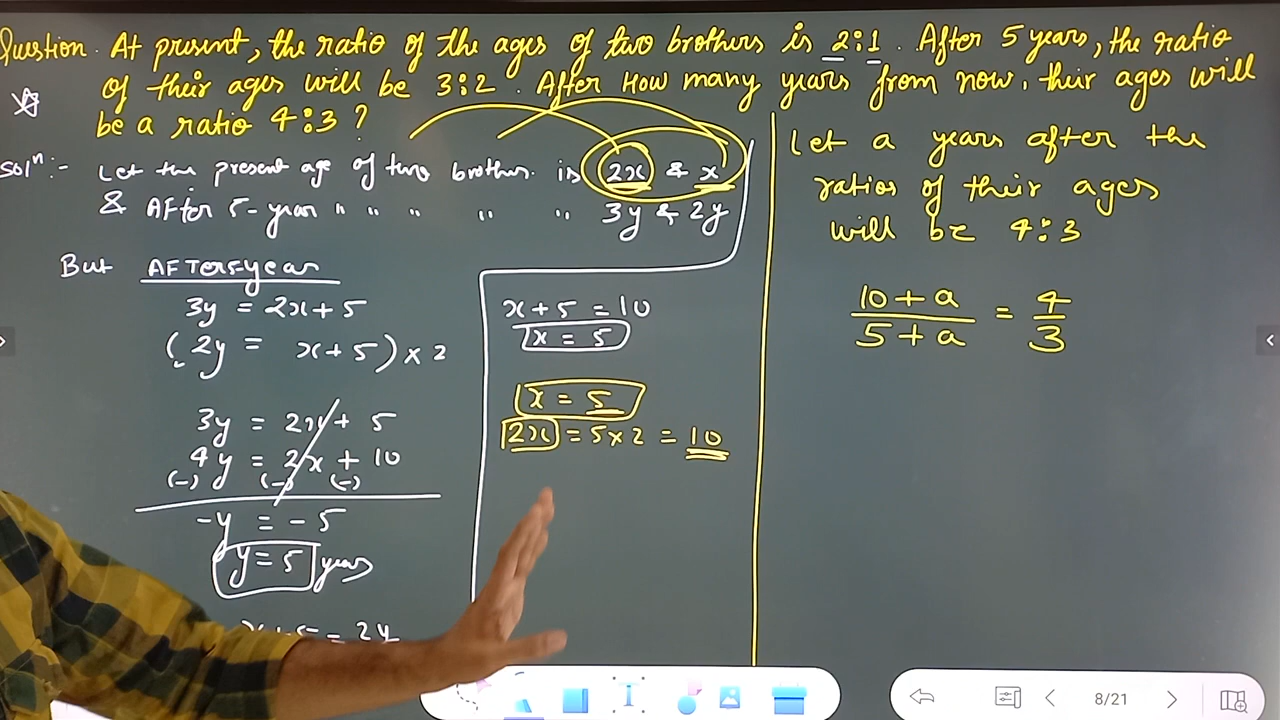 Question. At present, the ratio of the ages of two brothers is 2:1. After 5 years, the ratio
of their ages will be 3:2. After How many years from now, their ages will
be a ratio 4:3?
Solⁿ:- Let the present age of two brothers is 2x & x
& AFter 5-year " " " " " 3y & 2y
But AFTER 5-year
3y = 2x + 5
(2y = x + 5) × 2
3y = 2x + 5
4y = 2x + 10
(-) (-) (-)
-y = -5
y = 5 years
x + 5 = 2y
x + 5 = 10
x = 5
x = 5
2x = 5 × 2 = 10
Let a years after the
ratios of their ages
will be 4:3
10 + a / 5 + a = 4 / 3
8/21